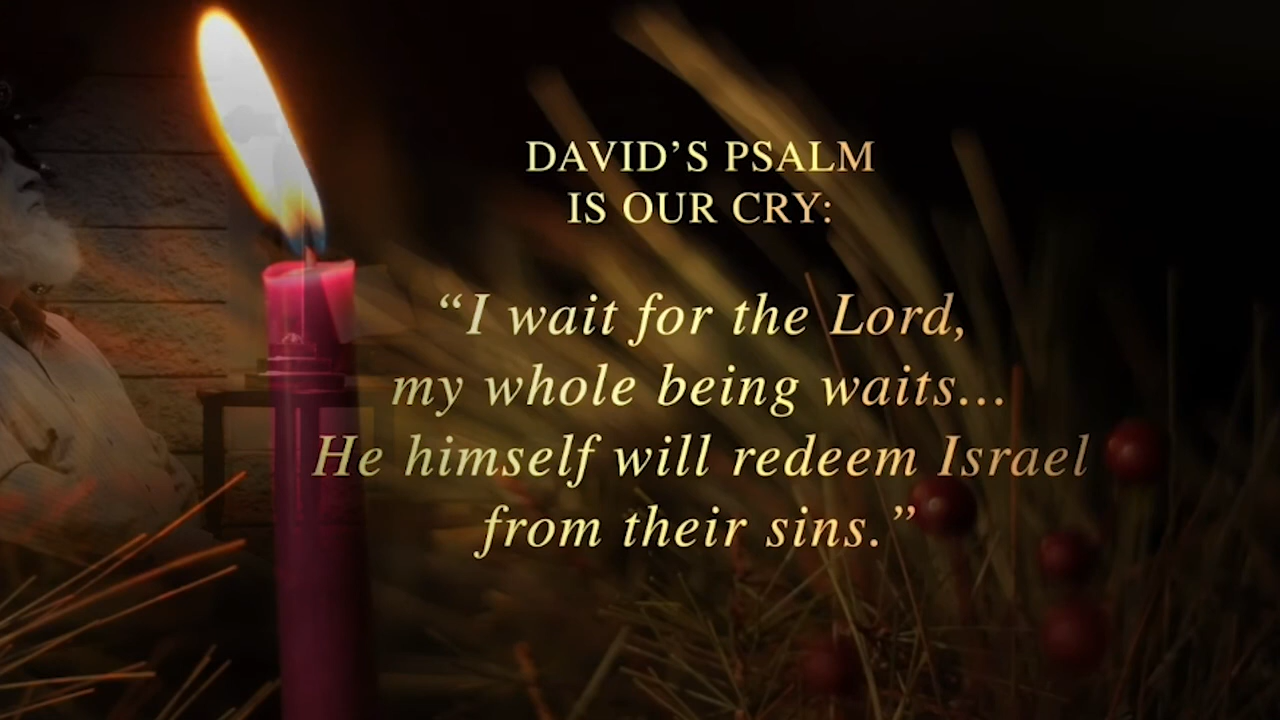 DAVID’S PSALM
IS OUR CRY:
“I wait for the Lord,
my whole being waits...
He himself will redeem Israel
from their sins.”